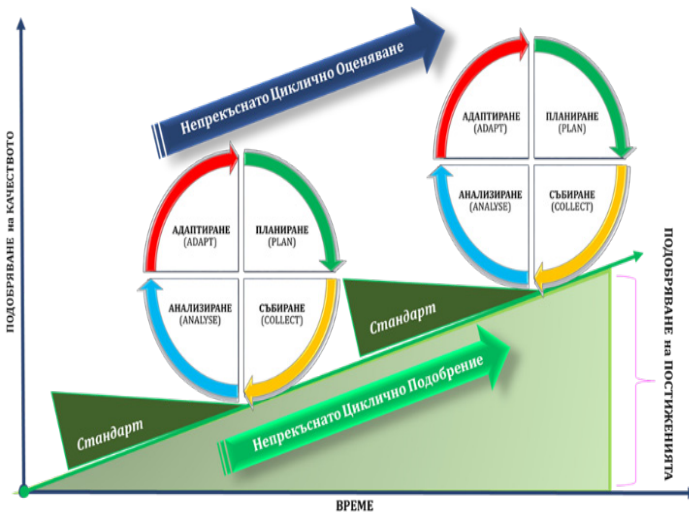 Непрекъснато Циклично Оценяване
АДАПТИРАНЕ
(ADAPT)
ПЛАНИРАНЕ
(PLAN)
АНАЛИЗИРАНЕ
(ANALYSE)
СЪБИРАНЕ
(COLLECT)
АДАПТИРАНЕ
(ADAPT)
ПЛАНИРАНЕ
(PLAN)
АНАЛИЗИРАНЕ
(ANALYSE)
СЪБИРАНЕ
(COLLECT)
ПОДОБРЯВАНЕ на КАЧЕСТВОТО
Стандарт
Стандарт
Непрекъснато Циклично Подобрение
ПОДОБРЯВАНЕ на ПОСТИЖЕНИЯТА
ВРЕМЕ